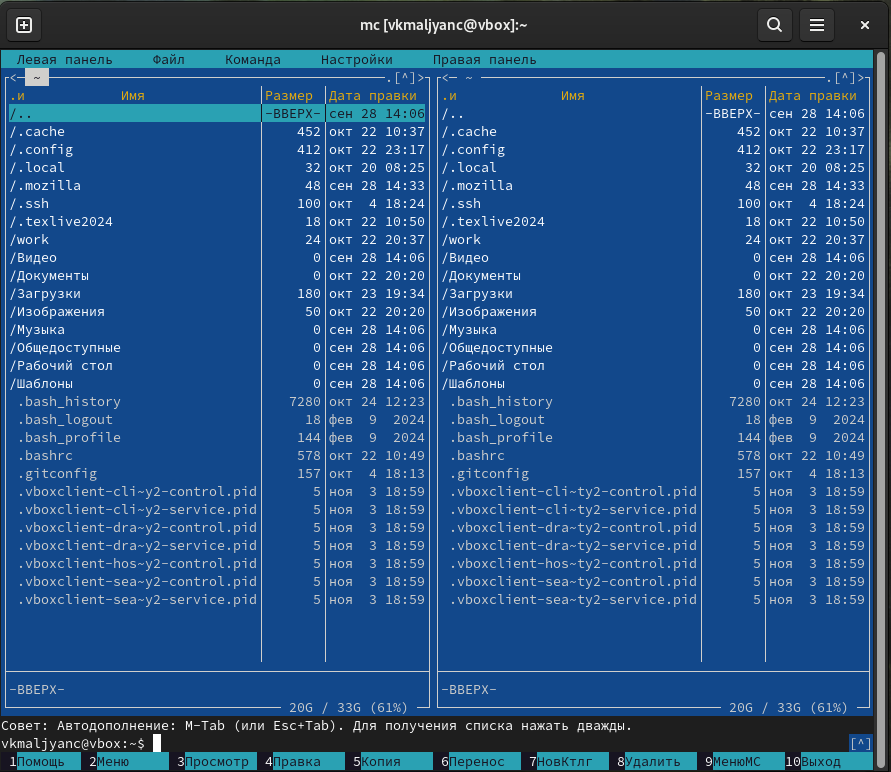 mc [vkmaljyanc@vbox]:~
Левая панель Файл Команда Настройки Правая панель
<─ ~ .[^]> <─ ~ .[^]>
.и Имя Размер Дата правки .и Имя Размер Дата правки
/.. -ВВЕРХ- сен 28 14:06 /.. -ВВЕРХ- сен 28 14:06
/.cache 452 окт 22 10:37 /.cache 452 окт 22 10:37
/.config 412 окт 22 23:17 /.config 412 окт 22 23:17
/.local 32 окт 20 08:25 /.local 32 окт 20 08:25
/.mozilla 48 сен 28 14:33 /.mozilla 48 сен 28 14:33
/.ssh 100 окт 4 18:24 /.ssh 100 окт 4 18:24
/.texlive2024 18 окт 22 10:50 /.texlive2024 18 окт 22 10:50
/work 24 окт 22 20:37 /work 24 окт 22 20:37
/Видео 0 сен 28 14:06 /Видео 0 сен 28 14:06
/Документы 0 окт 22 20:20 /Документы 0 окт 22 20:20
/Загрузки 180 окт 23 19:34 /Загрузки 180 окт 23 19:34
/Изображения 50 окт 22 20:20 /Изображения 50 окт 22 20:20
/Музыка 0 сен 28 14:06 /Музыка 0 сен 28 14:06
/Общедоступные 0 сен 28 14:06 /Общедоступные 0 сен 28 14:06
/Рабочий стол 0 сен 28 14:06 /Рабочий стол 0 сен 28 14:06
/Шаблоны 0 сен 28 14:06 /Шаблоны 0 сен 28 14:06
.bash_history 7280 окт 24 12:23 .bash_history 7280 окт 24 12:23
.bash_logout 18 фев 9 2024 .bash_logout 18 фев 9 2024
.bash_profile 144 фев 9 2024 .bash_profile 144 фев 9 2024
.bashrc 578 окт 22 10:49 .bashrc 578 окт 22 10:49
.gitconfig 157 окт 4 18:13 .gitconfig 157 окт 4 18:13
.vboxclient-cli~y2-control.pid 5 ноя 3 18:59 .vboxclient-cli~ty2-control.pid 5 ноя 3 18:59
.vboxclient-cli~y2-service.pid 5 ноя 3 18:59 .vboxclient-cli~ty2-service.pid 5 ноя 3 18:59
.vboxclient-dra~y2-control.pid 5 ноя 3 18:59 .vboxclient-dra~ty2-control.pid 5 ноя 3 18:59
.vboxclient-dra~y2-service.pid 5 ноя 3 18:59 .vboxclient-dra~ty2-service.pid 5 ноя 3 18:59
.vboxclient-hos~y2-control.pid 5 ноя 3 18:59 .vboxclient-hos~ty2-control.pid 5 ноя 3 18:59
.vboxclient-sea~y2-control.pid 5 ноя 3 18:59 .vboxclient-sea~ty2-control.pid 5 ноя 3 18:59
.vboxclient-sea~y2-service.pid 5 ноя 3 18:59 .vboxclient-sea~ty2-service.pid 5 ноя 3 18:59
-ВВЕРХ- -ВВЕРХ-
20G / 33G (61%) 20G / 33G (61%)
Совет: Автодополнение: M-Tab (или Esc+Tab). Для получения списка нажать дважды.
vkmaljyanc@vbox:~$ [^]
1Помощь 2Меню 3Просмотр 4Правка 5Копия 6Перенос 7НовКтлг 8Удалить 9МенюМС 10Выход